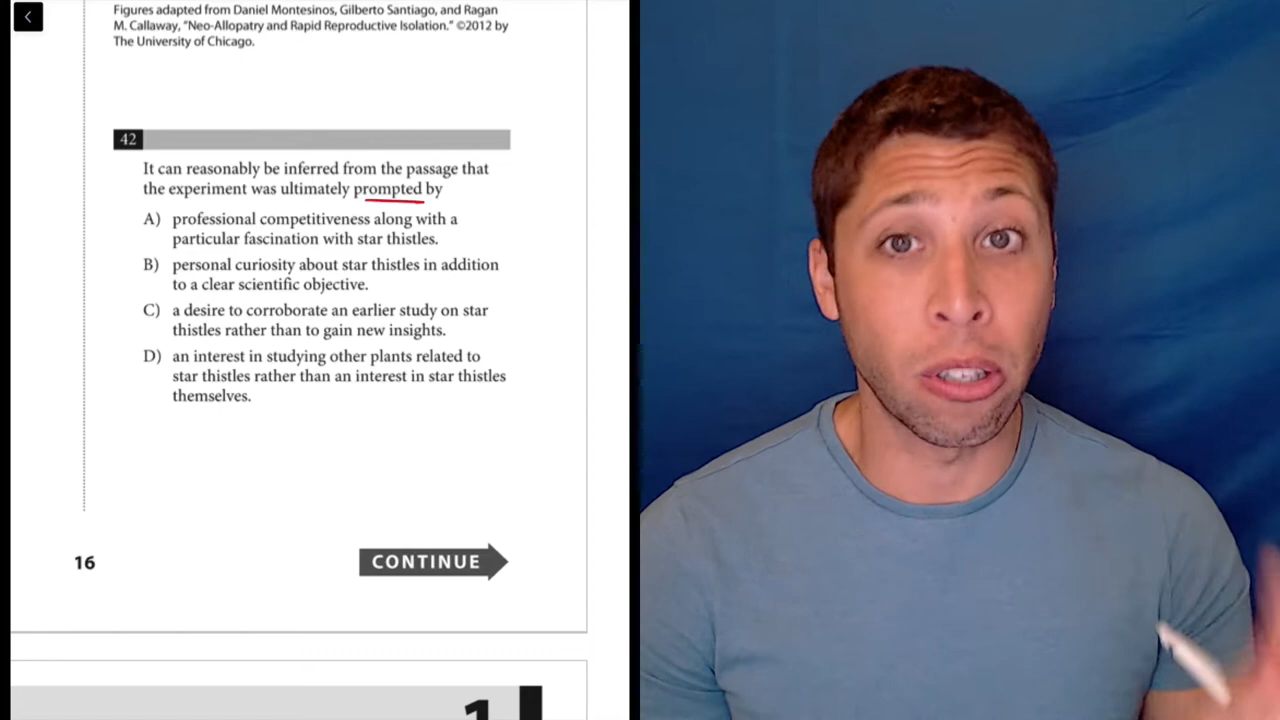 Figures adapted from Daniel Montesinos, Gilberto Santiago, and Ragan
M. Callaway, “Neo-Allopatry and Rapid Reproductive Isolation.” ©2012 by
The University of Chicago.
42
It can reasonably be inferred from the passage that
the experiment was ultimately prompted by
A) professional competitiveness along with a
particular fascination with star thistles.
B) personal curiosity about star thistles in addition
to a clear scientific objective.
C) a desire to corroborate an earlier study on star
thistles rather than to gain new insights.
D) an interest in studying other plants related to
star thistles rather than an interest in star thistles
themselves.
16
CONTINUE
1